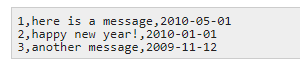 1,here is a message,2010-05-01
2,happy new year!,2010-01-01
3,another message,2009-11-12